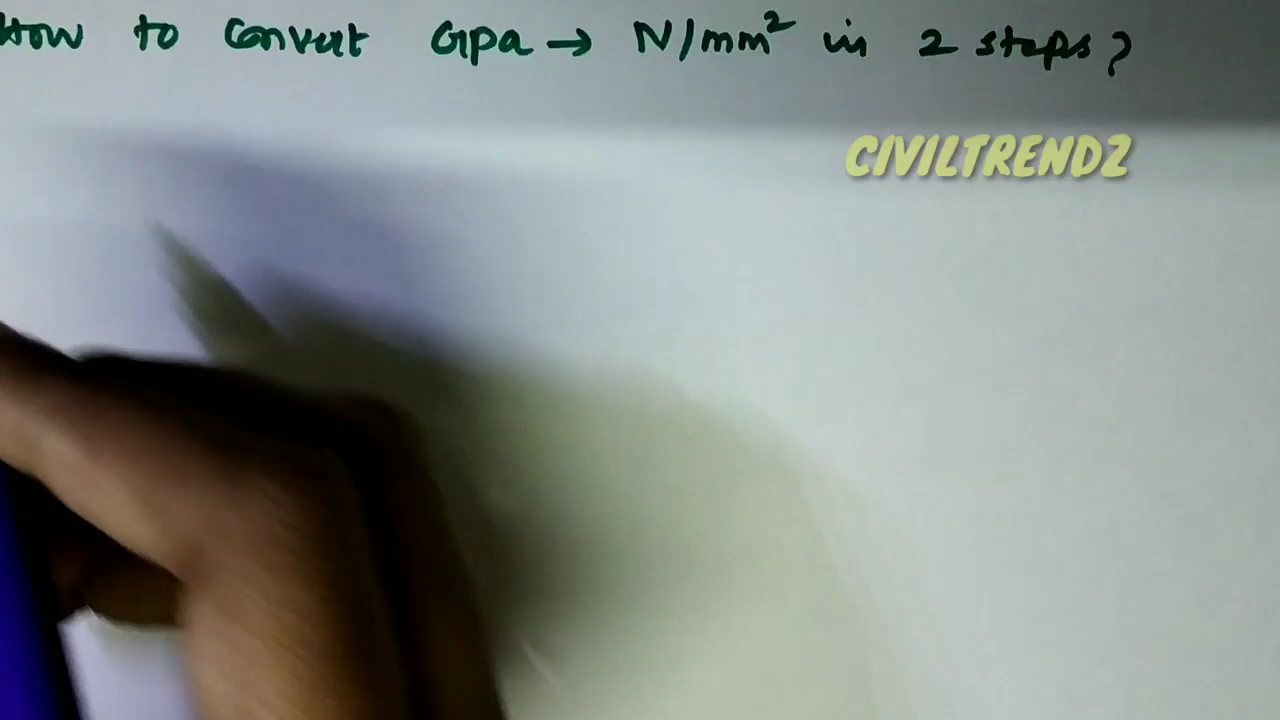 How to convert Gpa → N/mm² in 2 steps?
CIVILTRENDZ